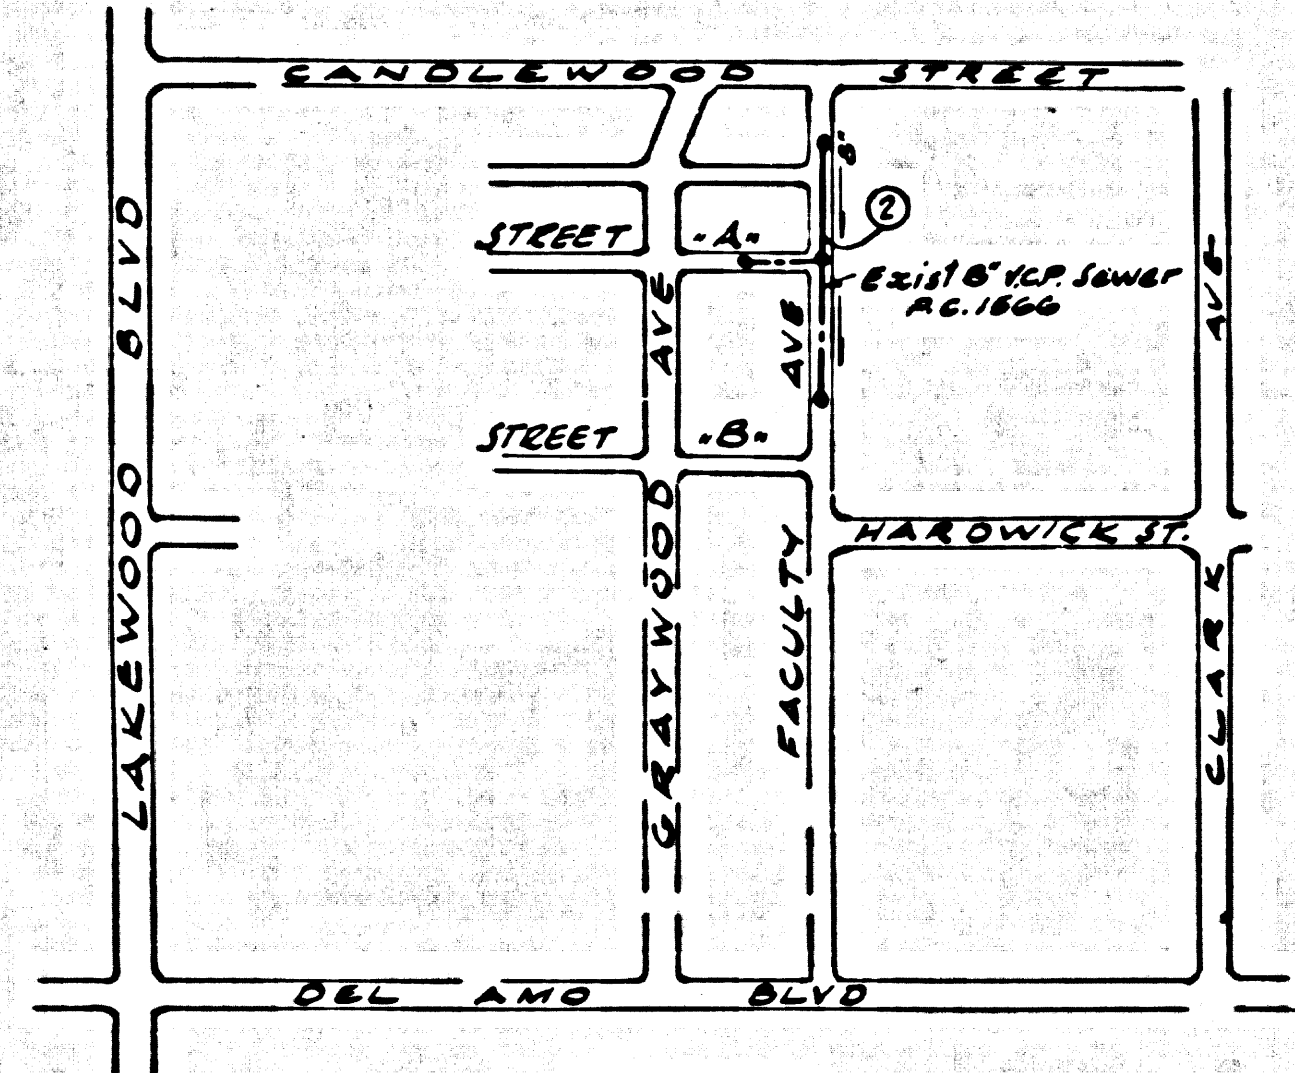 CANDLEWOOD STREET
8"
2
STREET "A"
Exist 8" V.C.P. Sewer
P.C. 1566
STREET "B"
HARDWICK ST.
LAKEWOOD BLVD
GRAYWOOD AVE
FACULTY AVE
CLARK AVE
DEL AMO BLVD